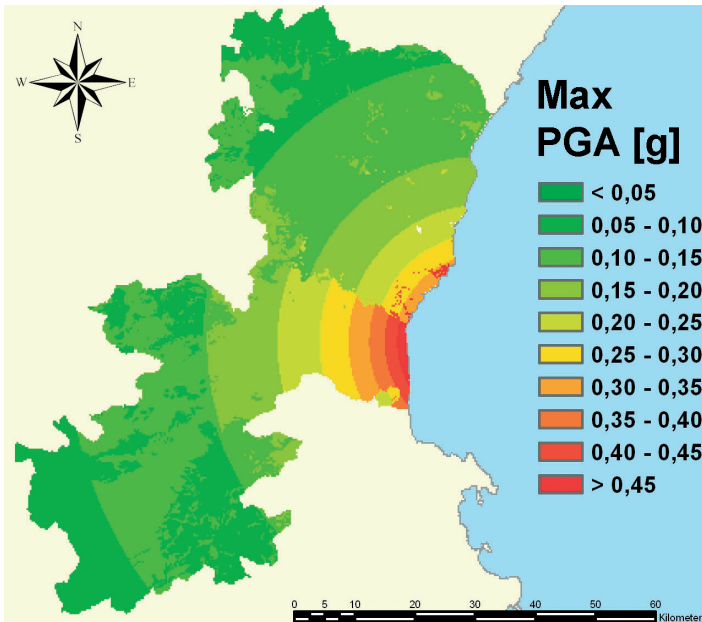 N
W E
S
Max
PGA [g]
< 0,05
0,05 - 0,10
0,10 - 0,15
0,15 - 0,20
0,20 - 0,25
0,25 - 0,30
0,30 - 0,35
0,35 - 0,40
0,40 - 0,45
> 0,45
0 5 10 20 30 40 50 60
Kilometer